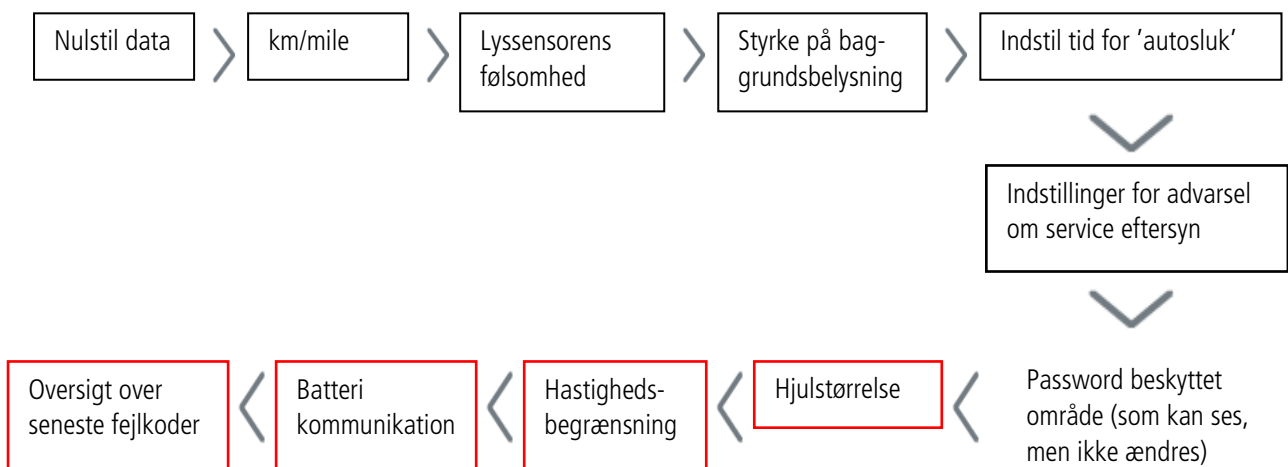 Nulstil data
km/mile
Lyssensorens
følsomhed
Styrke på bag-
grundsbelysning
Indstil tid for ’autosluk’
Indstillinger for advarsel
om service eftersyn
Password beskyttet
område (som kan ses,
men ikke ændres)
Hjulstørrelse
Hastigheds-
begrænsning
Batteri
kommunikation
Oversigt over
seneste fejlkoder